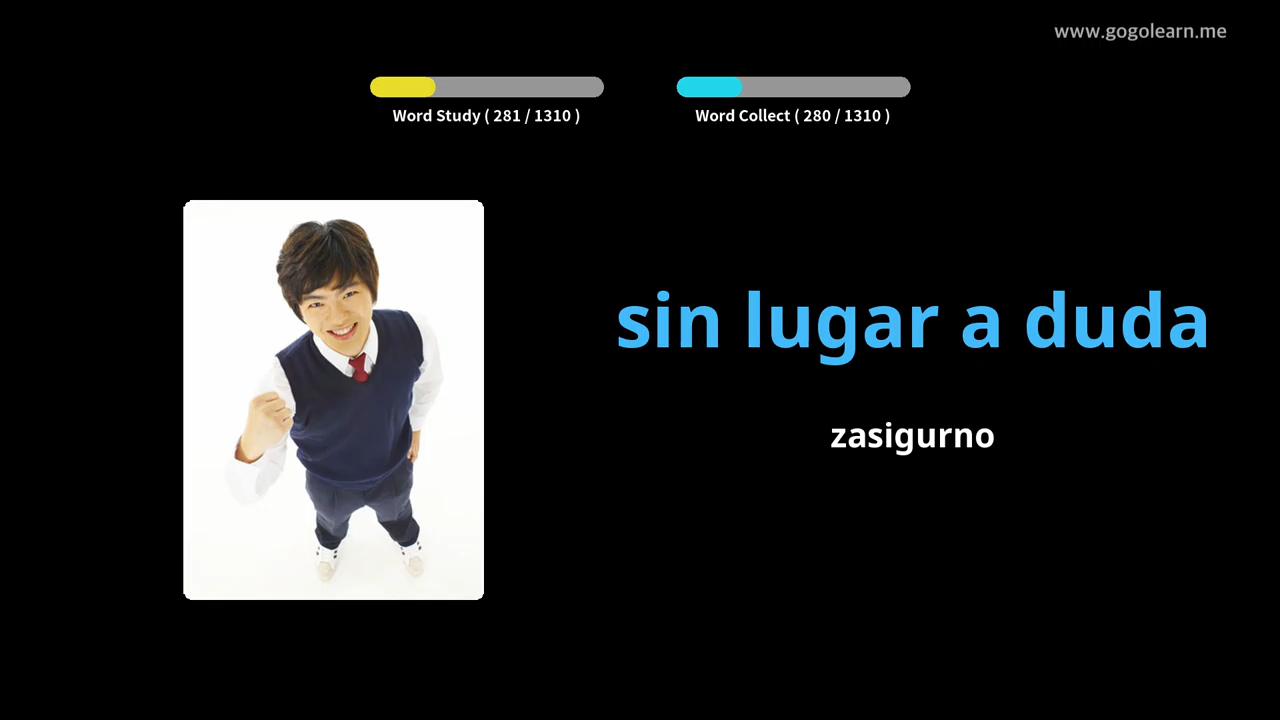 www.gogolearn.me
Word Study ( 281 / 1310 )
Word Collect ( 280 / 1310 )
sin lugar a duda
zasigurno